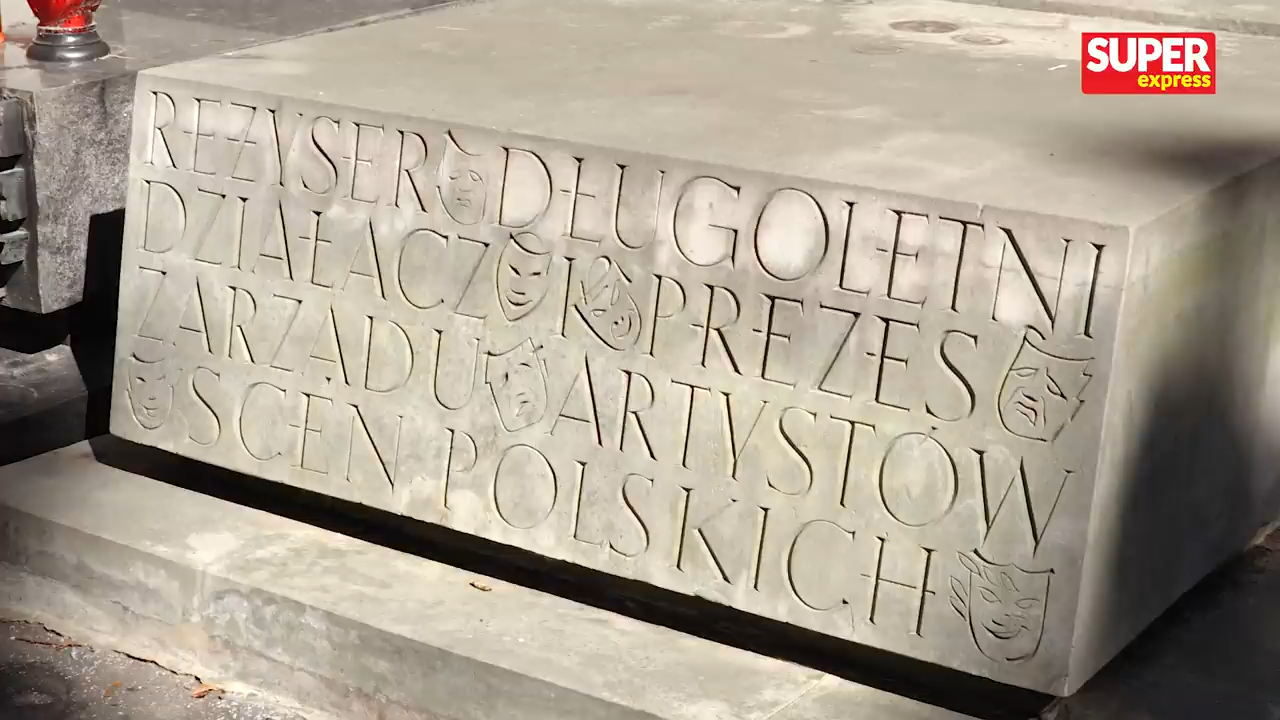 SUPER
express
REŻYSER DŁUGOLETNI
DZIAŁACZ I PREZES
ZARZĄDU ARTYSTÓW
SCEN POLSKICH